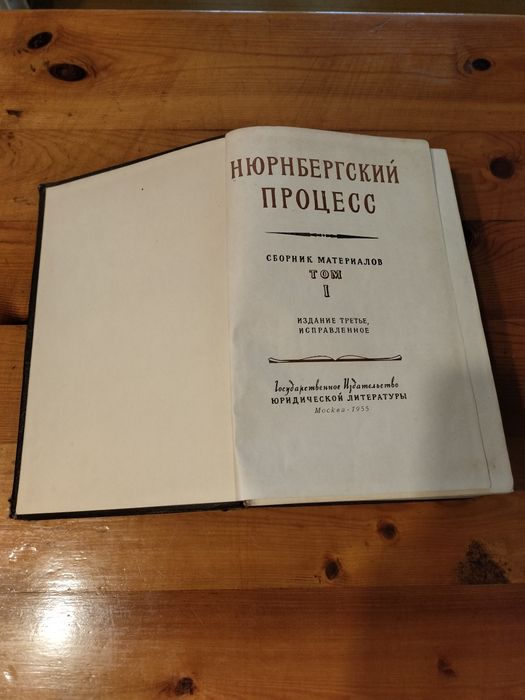 НЮРНБЕРГСКИЙ
ПРОЦЕСС
СБОРНИК МАТЕРИАЛОВ
ТОМ
I
ИЗДАНИЕ ТРЕТЬЕ,
ИСПРАВЛЕННОЕ
Государственное Издательство
ЮРИДИЧЕСКОЙ ЛИТЕРАТУРЫ
Москва - 1955